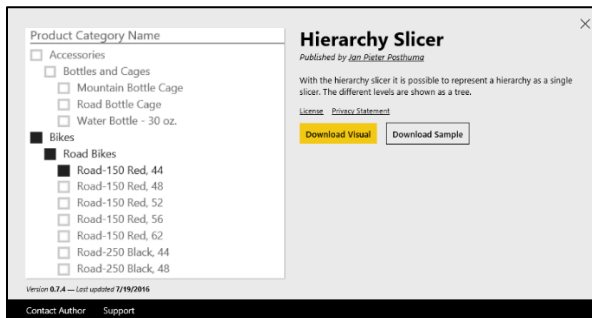 Product Category Name
Accessories
Bottles and Cages
Mountain Bottle Cage
Road Bottle Cage
Water Bottle - 30 oz.
Bikes
Road Bikes
Road-150 Red, 44
Road-150 Red, 48
Road-150 Red, 52
Road-150 Red, 56
Road-150 Red, 62
Road-250 Black, 44
Road-250 Black, 48
Version 0.7.4 — Last updated 7/19/2016
Hierarchy Slicer
Published by Jan Pieter Posthuma
With the hierarchy slicer it is possible to represent a hierarchy as a single
slicer. The different levels are shown as a tree.
License Privacy Statement
Download Visual Download Sample
Contact Author Support